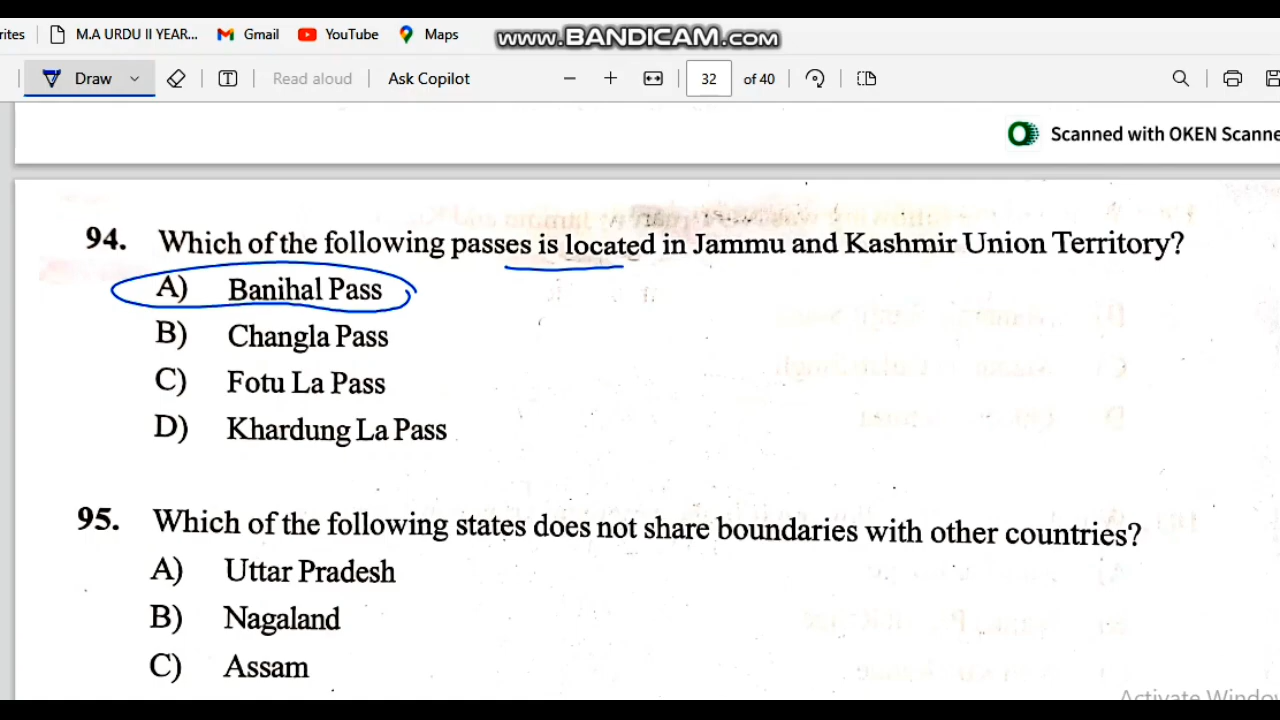 rites M.A URDU II YEAR... Gmail YouTube Maps www.BANDICAM.com
Draw Read aloud Ask Copilot 32 of 40
Scanned with OKEN Scanne
94. Which of the following passes is located in Jammu and Kashmir Union Territory?
A) Banihal Pass
B) Changla Pass
C) Fotu La Pass
D) Khardung La Pass
95. Which of the following states does not share boundaries with other countries?
A) Uttar Pradesh
B) Nagaland
C) Assam
Activate Windov